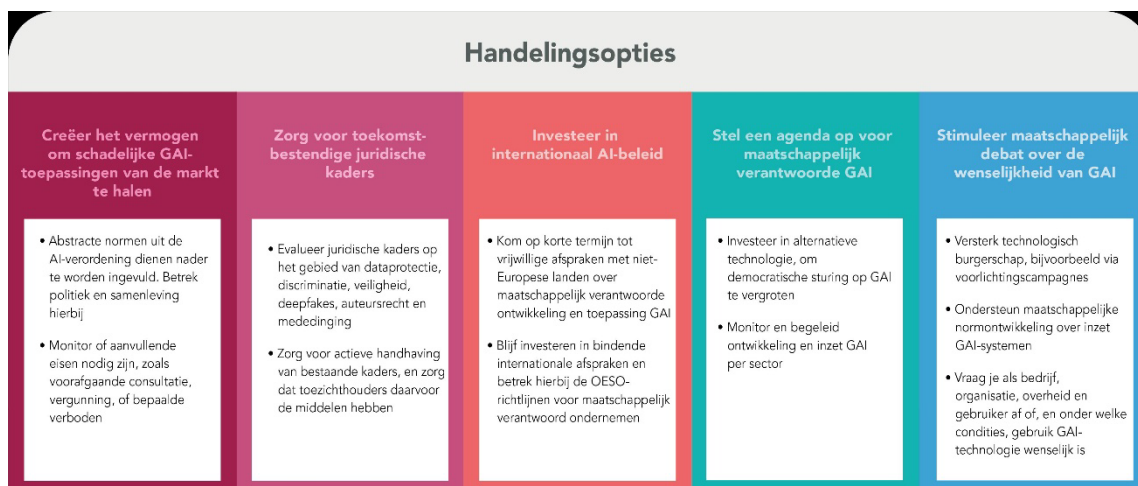 Handelingsopties
Creëer het vermogen
om schadelijke GAI-
toepassingen van de markt
te halen
• Abstracte normen uit de
AI-verordening dienen nader
te worden ingevuld. Betrek
politiek en samenleving
hierbij
• Monitor of aanvullende
eisen nodig zijn, zoals
voorafgaande consultatie,
vergunning, of bepaalde
verboden
Zorg voor toekomst-
bestendige juridische
kaders
• Evalueer juridische kaders op
het gebied van dataprotectie,
discriminatie, veiligheid,
deepfakes, auteursrecht en
mededinging
• Zorg voor actieve handhaving
van bestaande kaders, en zorg
dat toezichthouders daarvoor
de middelen hebben
Investeer in
internationaal AI-beleid
• Kom op korte termijn tot
vrijwillige afspraken met niet-
Europese landen over
maatschappelijk verantwoorde
ontwikkeling en toepassing GAI
• Blijf investeren in bindende
internationale afspraken en
betrek hierbij de OESO-
richtlijnen voor maatschappelijk
verantwoord ondernemen
Stel een agenda op voor
maatschappelijk
verantwoorde GAI
• Investeer in alternatieve
technologie, om
democratische sturing op GAI
te vergroten
• Monitor en begeleid
ontwikkeling en inzet GAI
per sector
Stimuleer maatschappelijk
debat over de
wenselijkheid van GAI
• Versterk technologisch
burgerschap, bijvoorbeeld via
voorlichtingscampagnes
• Ondersteun maatschappelijke
normontwikkeling over inzet
GAI-systemen
• Vraag je als bedrijf,
organisatie, overheid en
gebruiker af of, en onder welke
condities, gebruik GAI-
technologie wenselijk is